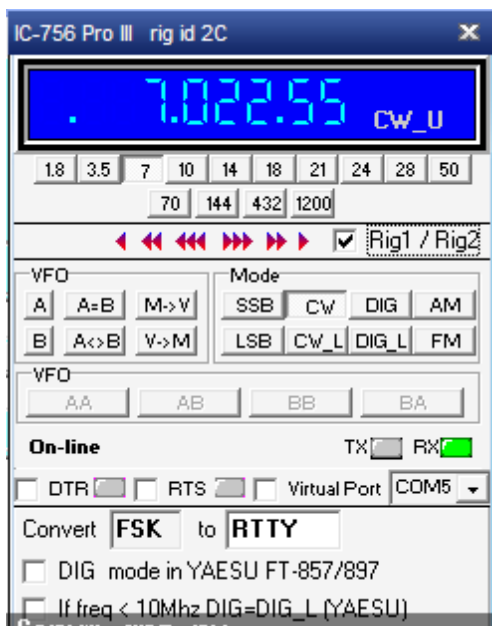 IC-756 Pro III rig id 2C
. 7.022.55 CW_U
1.8 3.5 7 10 14 18 21 24 28 50
70 144 432 1200
Rig1 / Rig2
VFO Mode
A A=B M->V SSB CW DIG AM
B A<>B V->M LSB CW_L DIG_L FM
VFO
AA AB BB BA
On-line TX RX
DTR RTS Virtual Port COM5
Convert FSK to RTTY
DIG mode in YAESU FT-857/897
If freq < 10Mhz DIG=DIG_L (YAESU)